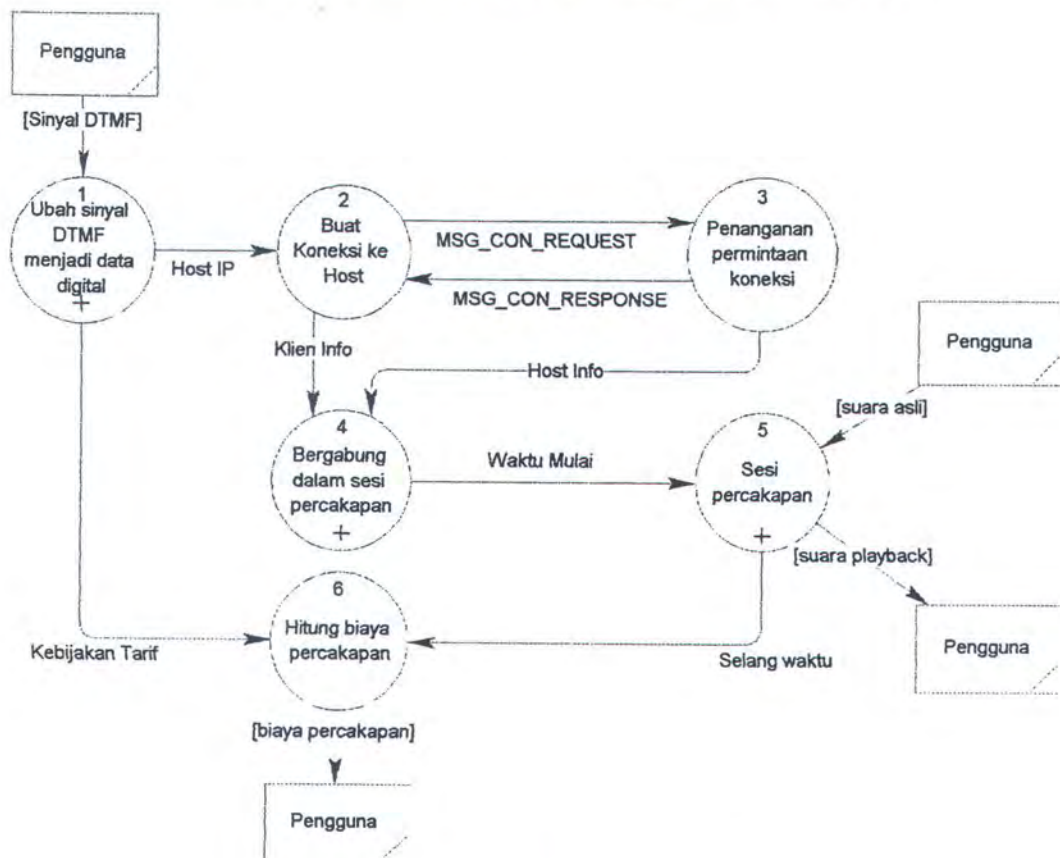 Pengguna
[Sinyal DTMF]
1
Ubah sinyal
DTMF
menjadi data
digital
+
Host IP
2
Buat
Koneksi ke
Host
MSG_CON_REQUEST
MSG_CON_RESPONSE
3
Penanganan
permintaan
koneksi
Klien Info
Host Info
Pengguna
[suara asli]
4
Bergabung
dalam sesi
percakapan
+
Waktu Mulai
5
Sesi
percakapan
+
[suara playback]
6
Hitung biaya
percakapan
Kebijakan Tarif
Selang waktu
Pengguna
[biaya percakapan]
Pengguna